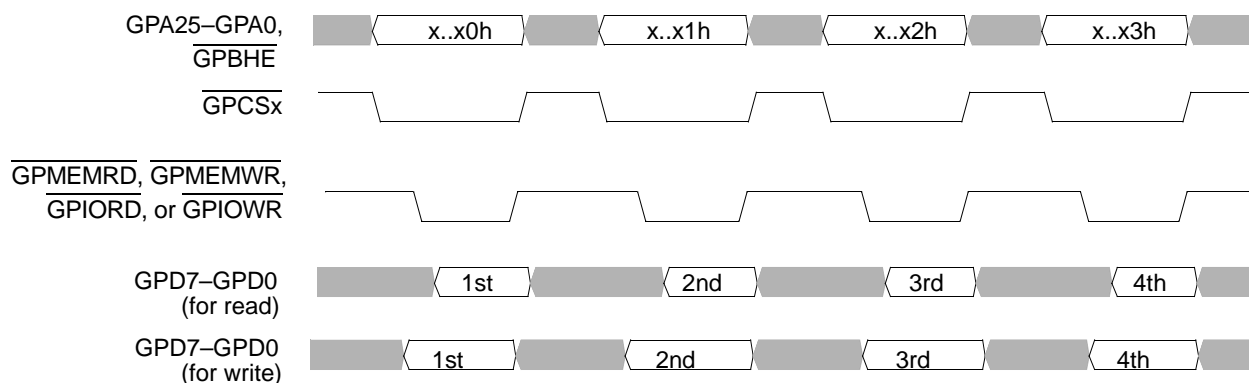 GPA25–GPA0,
GPBHE
x..x0h x..x1h x..x2h x..x3h
GPCSx
GPMEMRD, GPMEMWR,
GPIORD, or GPIOWR
GPD7–GPD0
(for read)
1st 2nd 3rd 4th
GPD7–GPD0
(for write)
1st 2nd 3rd 4th